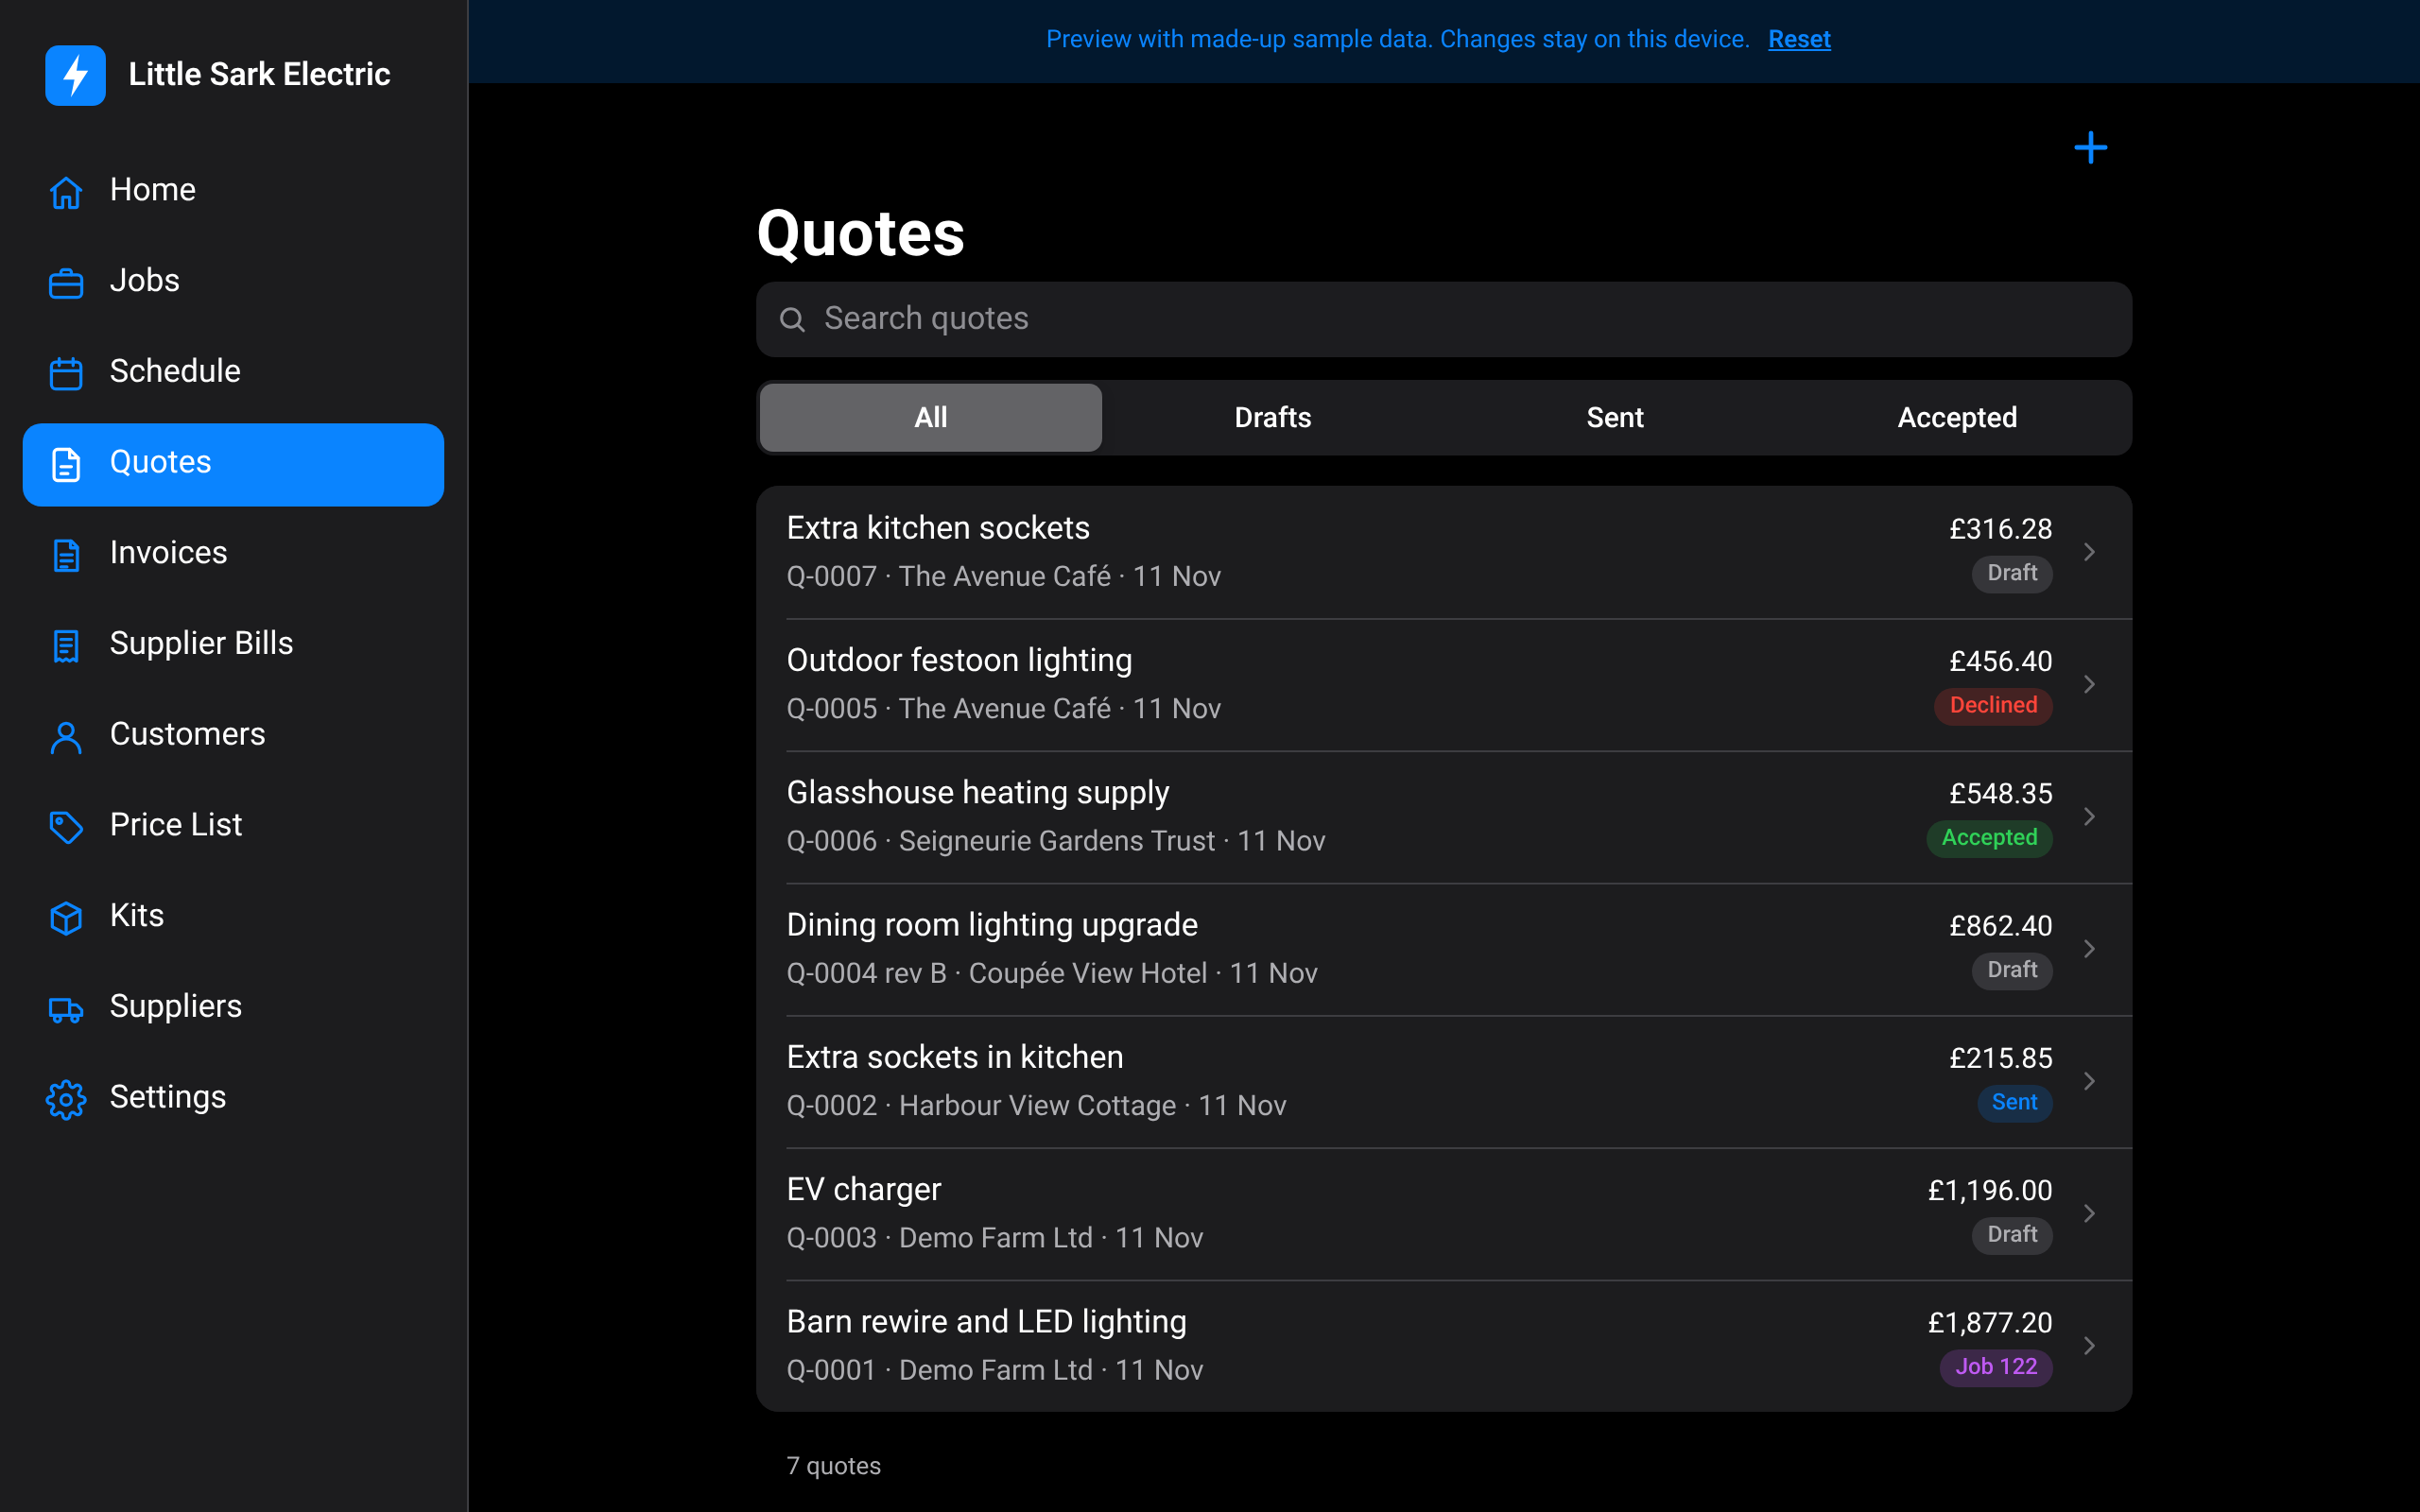 Little Sark Electric
Home
Jobs
Schedule
Quotes
Invoices
Supplier Bills
Customers
Price List
Kits
Suppliers
Settings
Preview with made-up sample data. Changes stay on this device. Reset
Quotes
Search quotes
All Drafts Sent Accepted
Extra kitchen sockets £316.28
Q-0007 · The Avenue Café · 11 Nov Draft
Outdoor festoon lighting £456.40
Q-0005 · The Avenue Café · 11 Nov Declined
Glasshouse heating supply £548.35
Q-0006 · Seigneurie Gardens Trust · 11 Nov Accepted
Dining room lighting upgrade £862.40
Q-0004 rev B · Coupée View Hotel · 11 Nov Draft
Extra sockets in kitchen £215.85
Q-0002 · Harbour View Cottage · 11 Nov Sent
EV charger £1,196.00
Q-0003 · Demo Farm Ltd · 11 Nov Draft
Barn rewire and LED lighting £1,877.20
Q-0001 · Demo Farm Ltd · 11 Nov Job 122
7 quotes